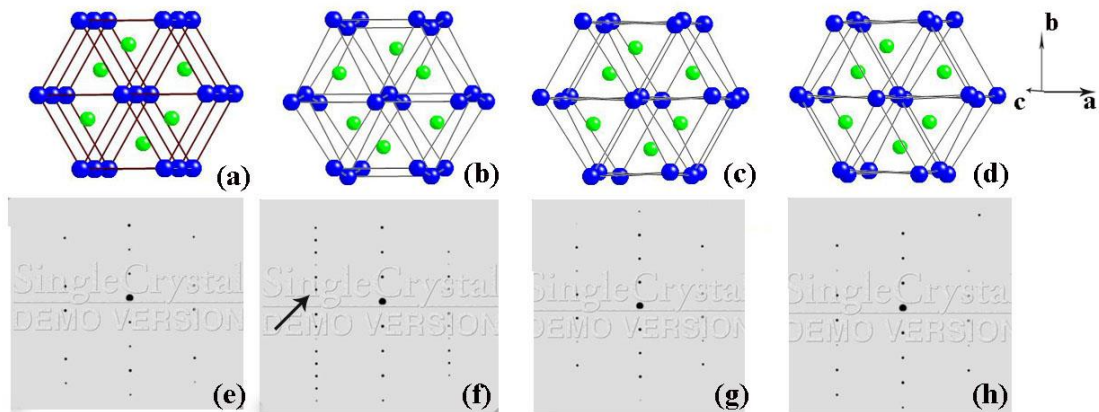 b
c a
(a) (b) (c) (d)
SingleCrystal SingleCrystal SingleCrystal SingleCrystal
DEMO VERSION DEMO VERSION DEMO VERSION DEMO VERSION
(e) (f) (g) (h)